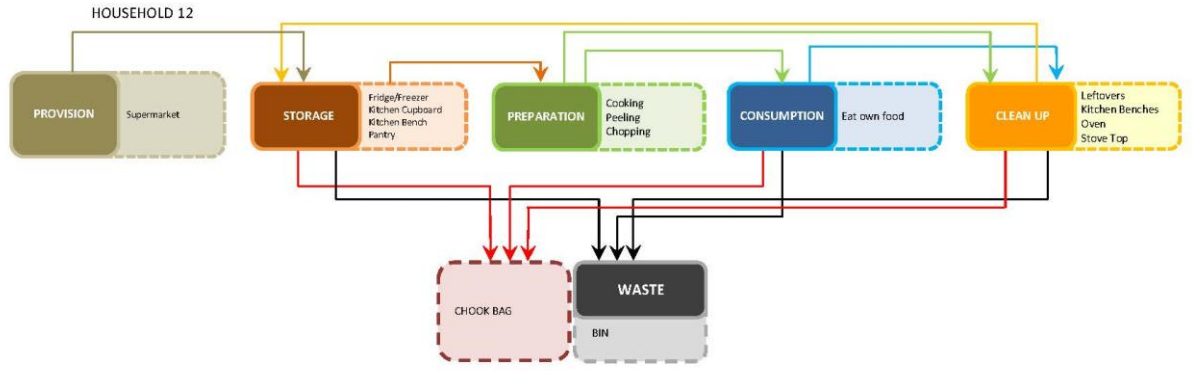 HOUSEHOLD 12
PROVISION
Supermarket
STORAGE
Fridge/Freezer
Kitchen Cupboard
Kitchen Bench
Pantry
PREPARATION
Cooking
Peeling
Chopping
CONSUMPTION
Eat own food
CLEAN UP
Leftovers
Kitchen Benches
Oven
Stove Top
CHOOK BAG
WASTE
BIN